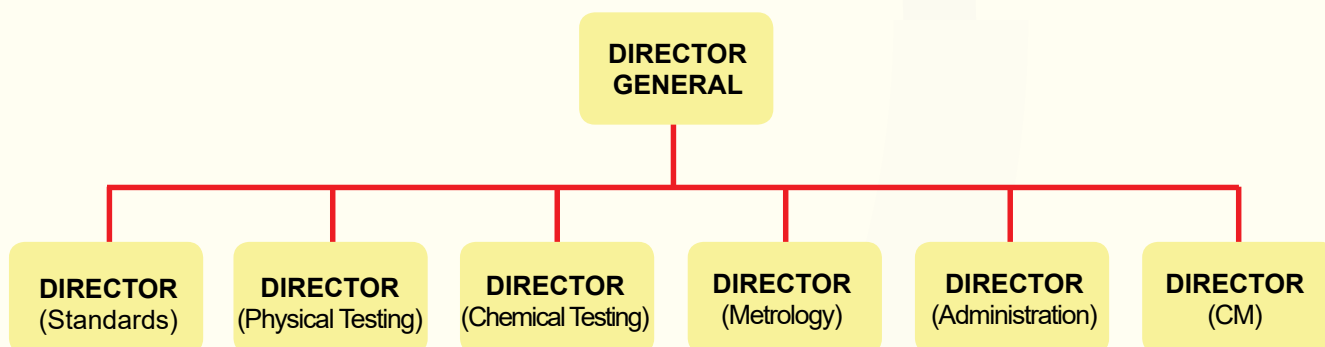 DIRECTOR
GENERAL
DIRECTOR
(Standards)
DIRECTOR
(Physical Testing)
DIRECTOR
(Chemical Testing)
DIRECTOR
(Metrology)
DIRECTOR
(Administration)
DIRECTOR
(CM)